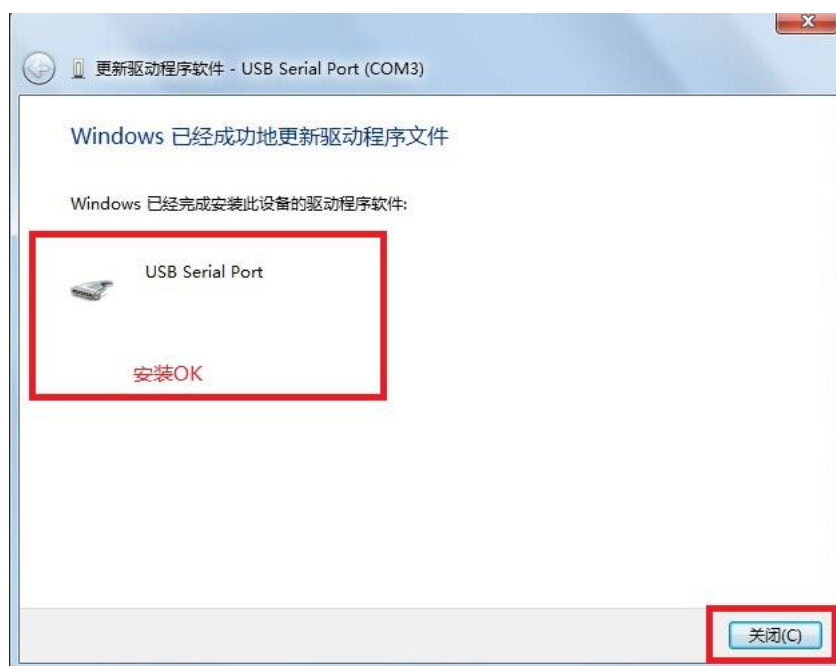 更新驱动程序软件 - USB Serial Port (COM3)
Windows 已经成功地更新驱动程序文件
Windows 已经完成安装此设备的驱动程序软件:
USB Serial Port
安装OK
关闭(C)